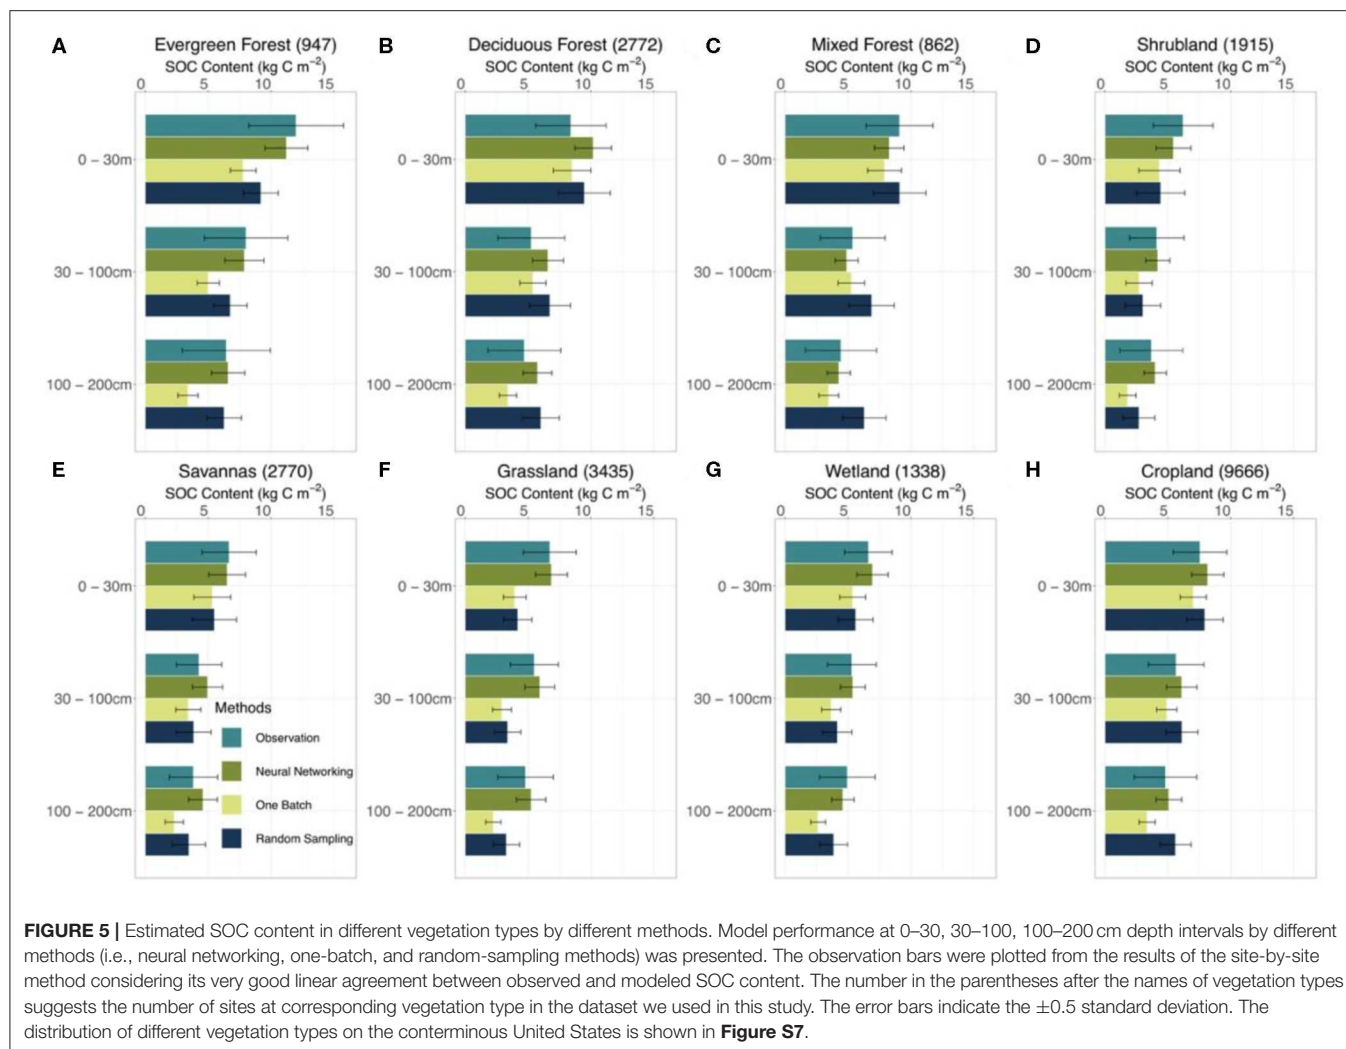 A Evergreen Forest (947)
SOC Content (kg C m⁻²)
0 5 10 15
0 – 30m
30 – 100cm
100 – 200cm
B Deciduous Forest (2772)
SOC Content (kg C m⁻²)
0 5 10 15
0 – 30m
30 – 100cm
100 – 200cm
C Mixed Forest (862)
SOC Content (kg C m⁻²)
0 5 10 15
0 – 30m
30 – 100cm
100 – 200cm
D Shrubland (1915)
SOC Content (kg C m⁻²)
0 5 10 15
0 – 30m
30 – 100cm
100 – 200cm
E Savannas (2770)
SOC Content (kg C m⁻²)
0 5 10 15
0 – 30m
30 – 100cm
100 – 200cm
Methods
Observation
Neural Networking
One Batch
Random Sampling
F Grassland (3435)
SOC Content (kg C m⁻²)
0 5 10 15
0 – 30m
30 – 100cm
100 – 200cm
G Wetland (1338)
SOC Content (kg C m⁻²)
0 5 10 15
0 – 30m
30 – 100cm
100 – 200cm
H Cropland (9666)
SOC Content (kg C m⁻²)
0 5 10 15
0 – 30m
30 – 100cm
100 – 200cm
FIGURE 5 | Estimated SOC content in different vegetation types by different methods. Model performance at 0–30, 30–100, 100–200 cm depth intervals by different
methods (i.e., neural networking, one-batch, and random-sampling methods) was presented. The observation bars were plotted from the results of the site-by-site
method considering its very good linear agreement between observed and modeled SOC content. The number in the parentheses after the names of vegetation types
suggests the number of sites at corresponding vegetation type in the dataset we used in this study. The error bars indicate the ±0.5 standard deviation. The
distribution of different vegetation types on the conterminous United States is shown in Figure S7.